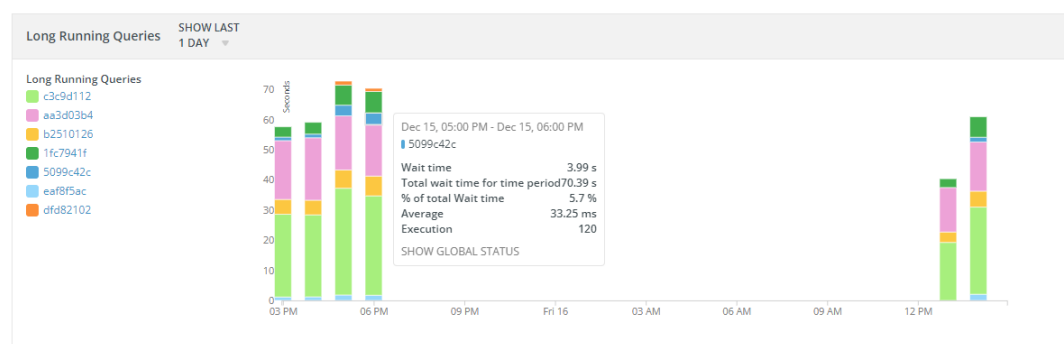 Long Running Queries
SHOW LAST
1 DAY
Long Running Queries
c3c9d112
aa3d03b4
b2510126
1fc7941f
5099c42c
eaf8f5ac
dfd82102
Seconds
70
60
50
40
30
20
10
0
03 PM 06 PM 09 PM Fri 16 03 AM 06 AM 09 AM 12 PM
Dec 15, 05:00 PM - Dec 15, 06:00 PM
5099c42c
Wait time 3.99 s
Total wait time for time period70.39 s
% of total Wait time 5.7 %
Average 33.25 ms
Execution 120
SHOW GLOBAL STATUS